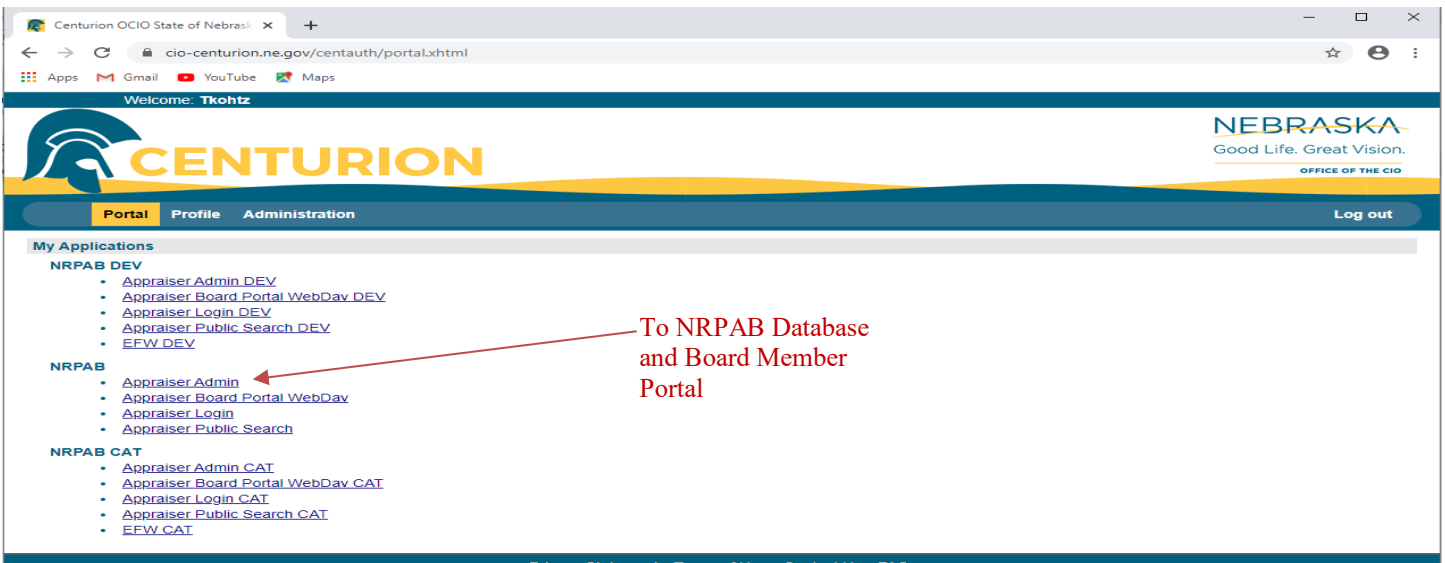 Centurion OCIO State of Nebrask
cio-centurion.ne.gov/centauth/portal.xhtml
Apps Gmail YouTube Maps
Welcome: Tkohtz
CENTURION
NEBRASKA
Good Life. Great Vision.
OFFICE OF THE CIO
Portal Profile Administration Log out
My Applications
NRPAB DEV
• Appraiser Admin DEV
• Appraiser Board Portal WebDav DEV
• Appraiser Login DEV
• Appraiser Public Search DEV
• EFW DEV
To NRPAB Database
and Board Member
Portal
NRPAB
• Appraiser Admin
• Appraiser Board Portal WebDav
• Appraiser Login
• Appraiser Public Search
NRPAB CAT
• Appraiser Admin CAT
• Appraiser Board Portal WebDav CAT
• Appraiser Login CAT
• Appraiser Public Search CAT
• EFW CAT